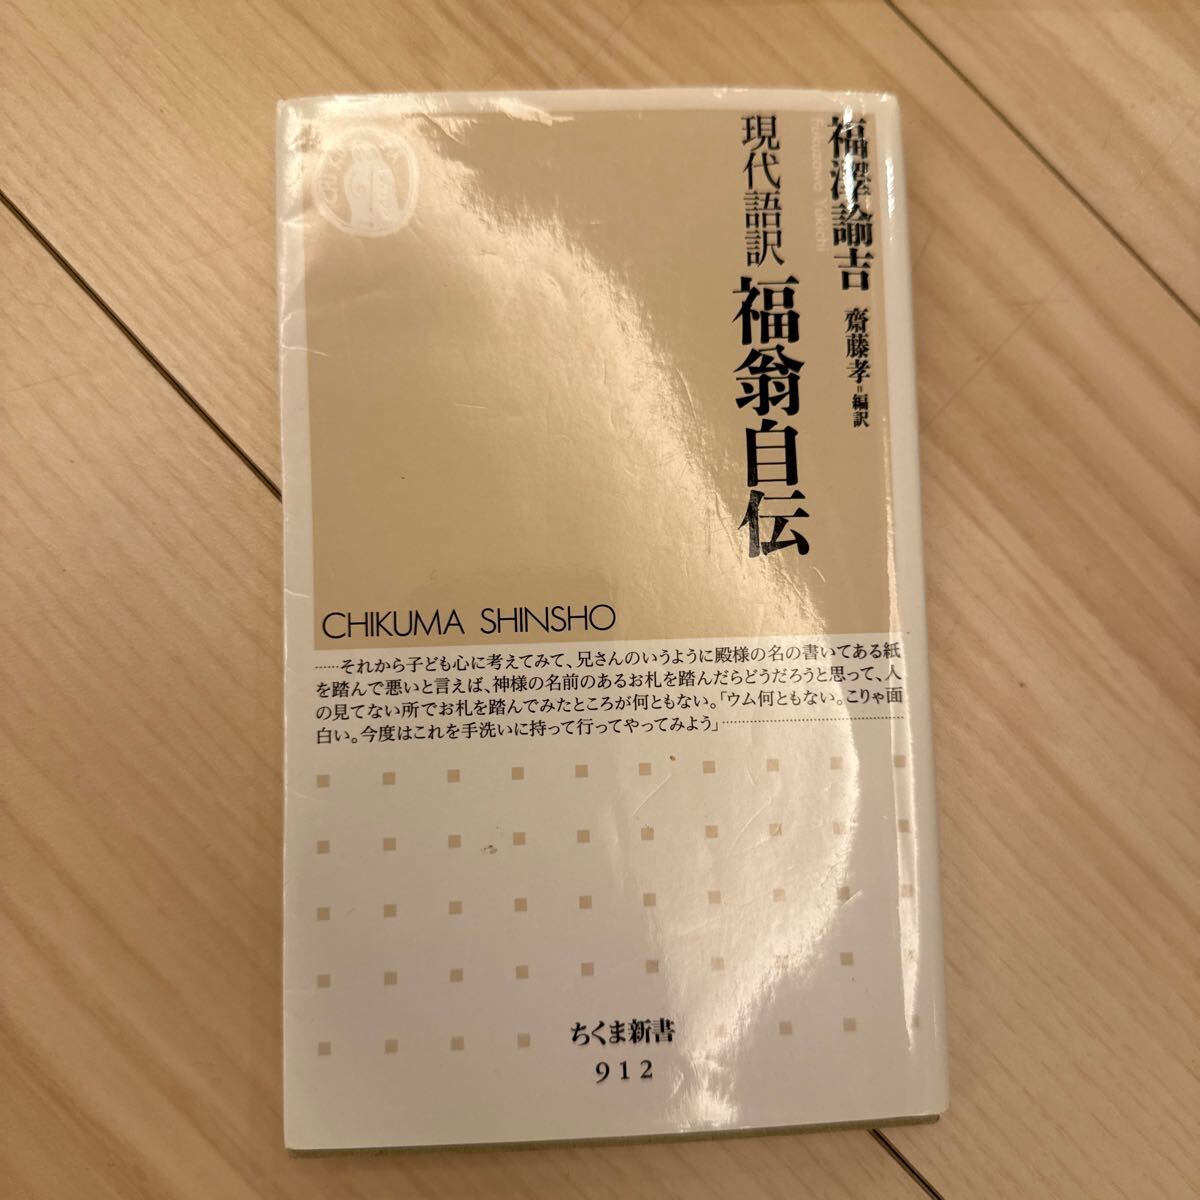 福澤諭吉
Fukuzawa Yukichi
齋藤孝=編訳
現代語訳
福翁自伝
CHIKUMA SHINSHO
……それから子ども心に考えてみて、兄さんのいうように殿様の名の書いてある紙
を踏んで悪いと言えば、神様の名前のあるお札を踏んだらどうだろうと思って、人
の見てない所でお札を踏んでみたところが何ともない。「ウム何ともない。こりゃ面
白い。今度はこれを手洗いに持って行ってやってみよう」……………………
ちくま新書
912